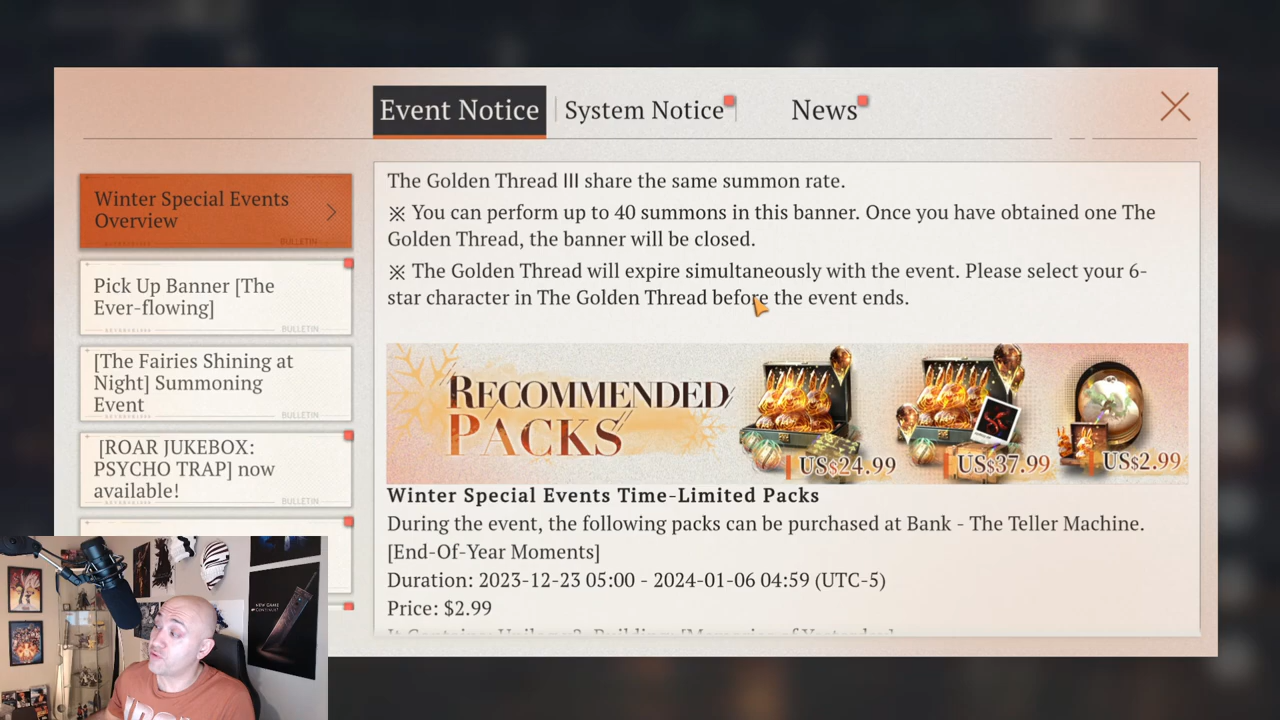 Event Notice
System Notice
News
Winter Special Events
Overview
BULLETIN
Pick Up Banner [The
Ever-flowing]
BULLETIN
[The Fairies Shining at
Night] Summoning
Event
BULLETIN
[ROAR JUKEBOX:
PSYCHO TRAP] now
available!
BULLETIN
The Golden Thread III share the same summon rate.
※ You can perform up to 40 summons in this banner. Once you have obtained one The
Golden Thread, the banner will be closed.
※ The Golden Thread will expire simultaneously with the event. Please select your 6-
star character in The Golden Thread before the event ends.
RECOMMENDED
PACKS
US$24.99
US$37.99
US$2.99
Winter Special Events Time-Limited Packs
During the event, the following packs can be purchased at Bank - The Teller Machine.
[End-Of-Year Moments]
Duration: 2023-12-23 05:00 - 2024-01-06 04:59 (UTC-5)
Price: $2.99
NEW GAME
CONTINUE